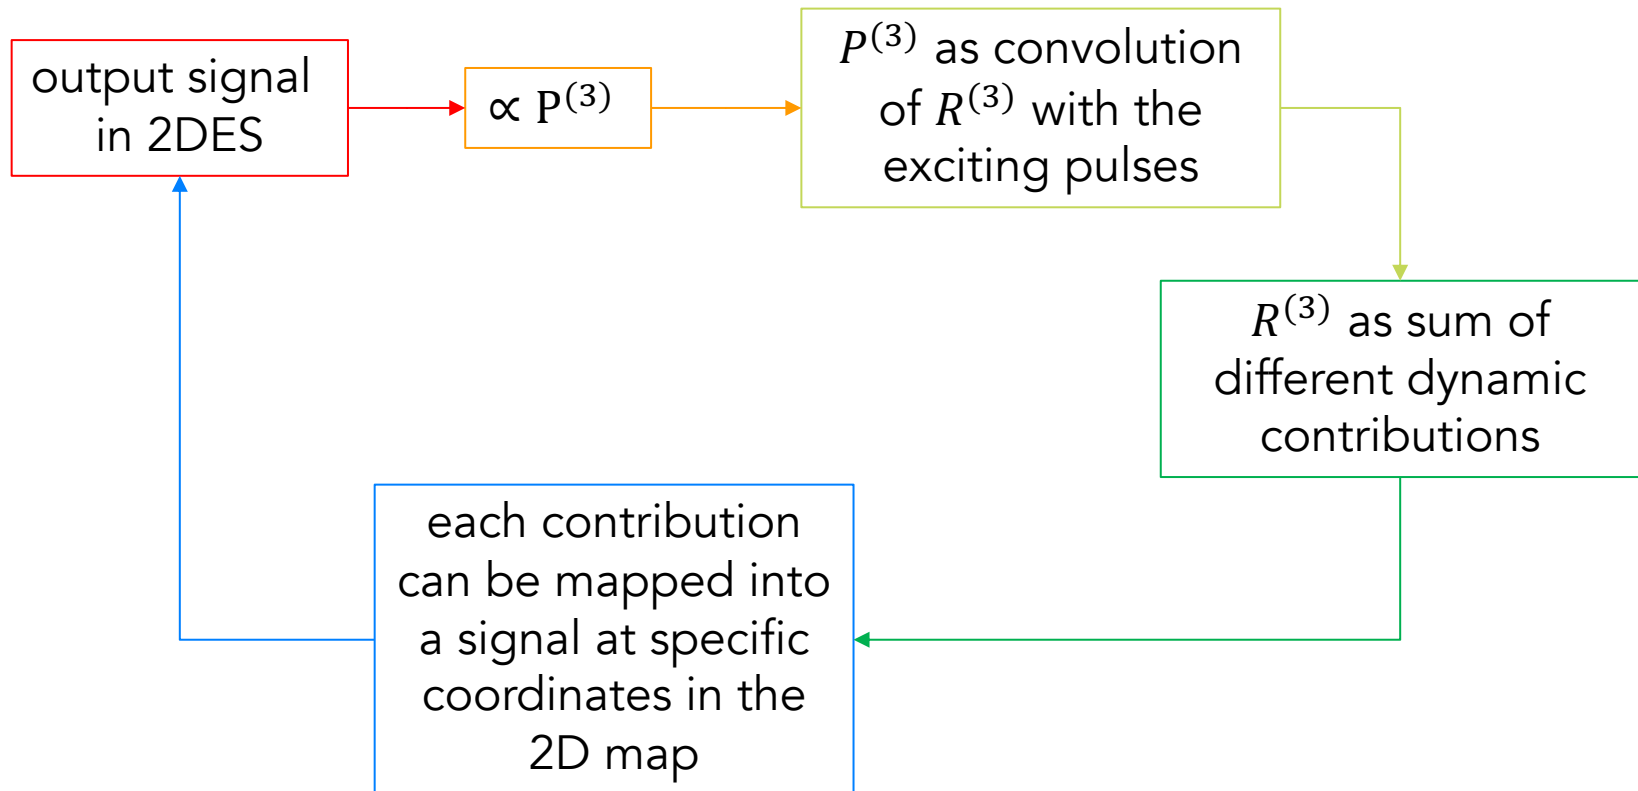 output signal
in 2DES
∝ P⁽³⁾
P⁽³⁾ as convolution
of R⁽³⁾ with the
exciting pulses
R⁽³⁾ as sum of
different dynamic
contributions
each contribution
can be mapped into
a signal at specific
coordinates in the
2D map